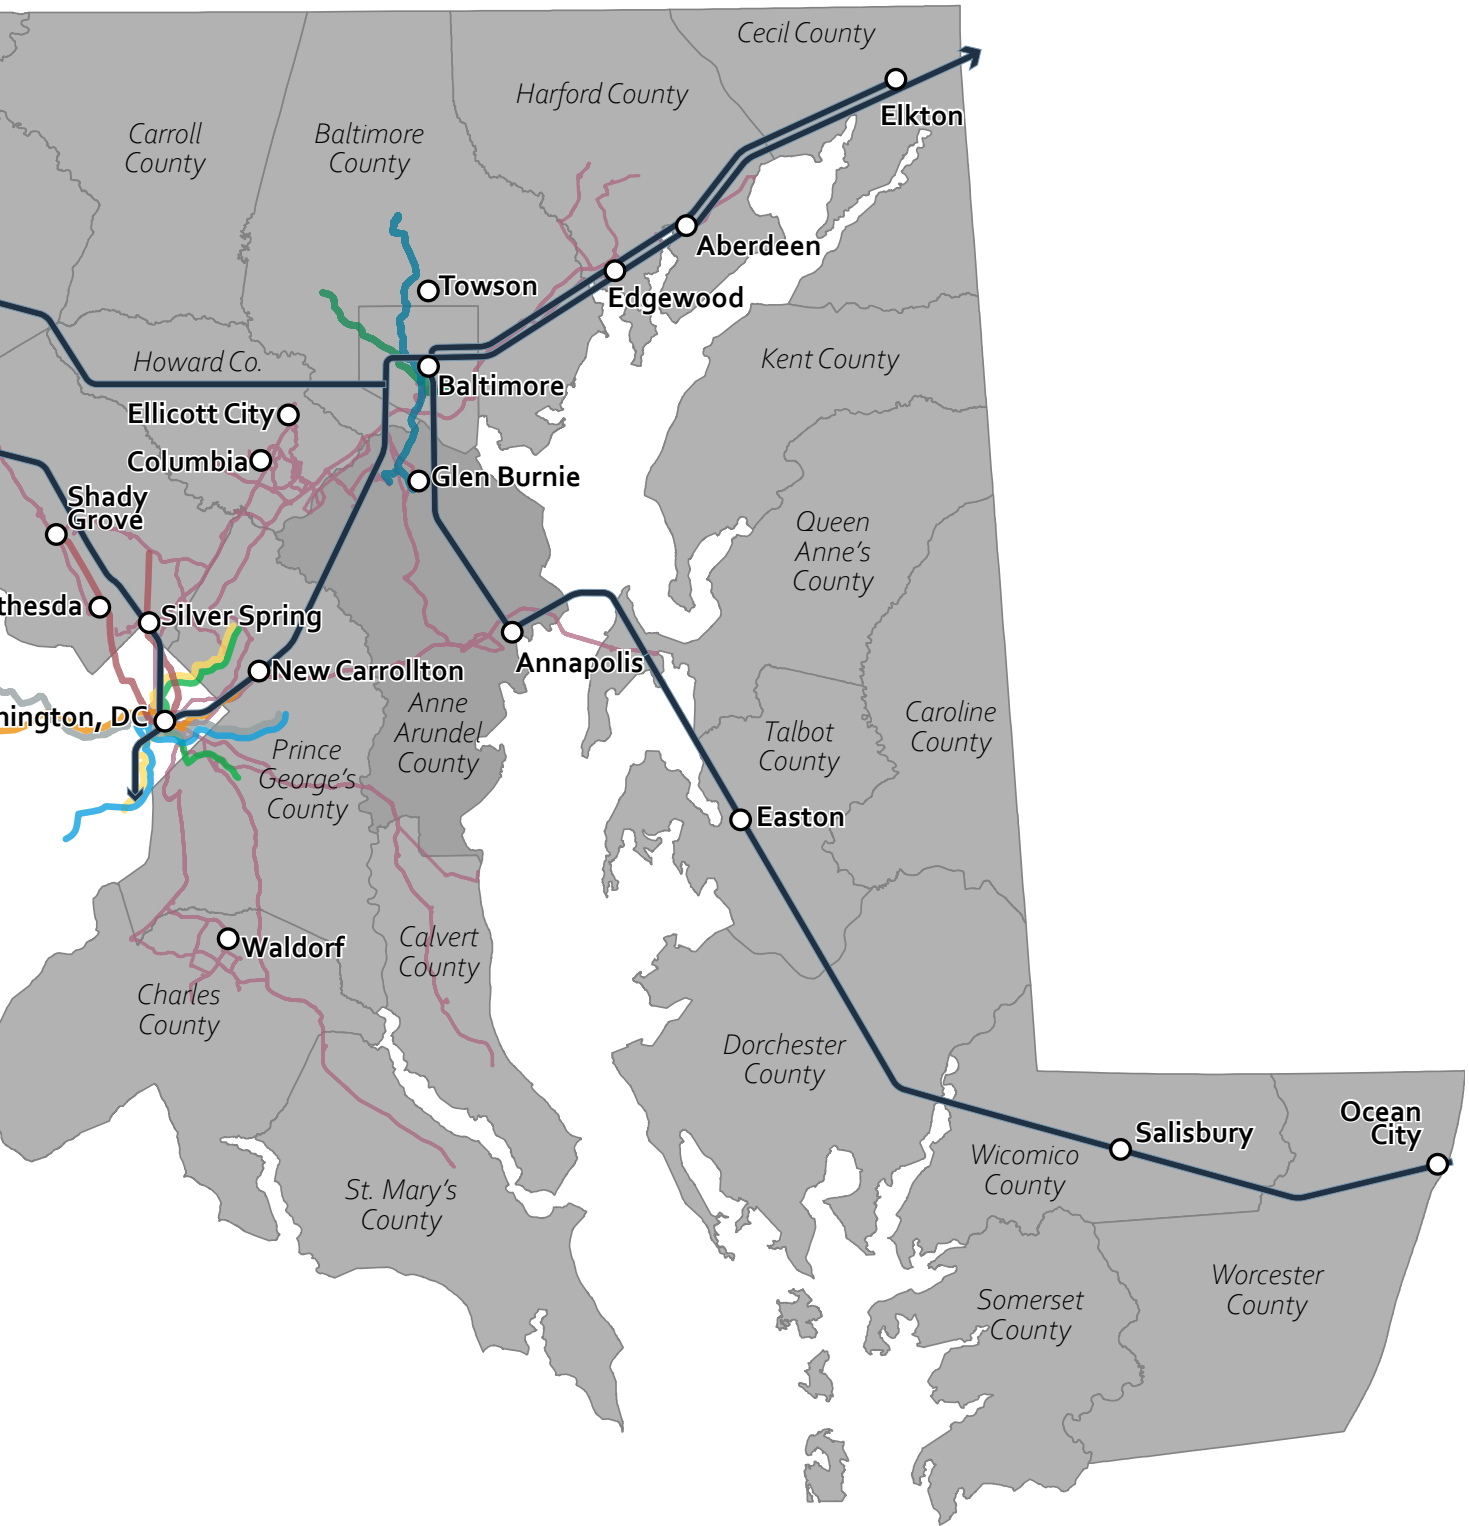 Cecil County
Harford County
Elkton
Carroll
County
Baltimore
County
Aberdeen
Towson
Edgewood
Howard Co.
Kent County
Baltimore
Ellicott City
Columbia
Glen Burnie
Shady
Grove
Queen
Anne's
County
thesda
Silver Spring
New Carrollton
Annapolis
Anne
Arundel
County
nington, DC
Prince
George's
County
Talbot
County
Caroline
County
Easton
Waldorf
Calvert
County
Charles
County
Dorchester
County
Ocean
City
Salisbury
Wicomico
County
St. Mary's
County
Somerset
County
Worcester
County